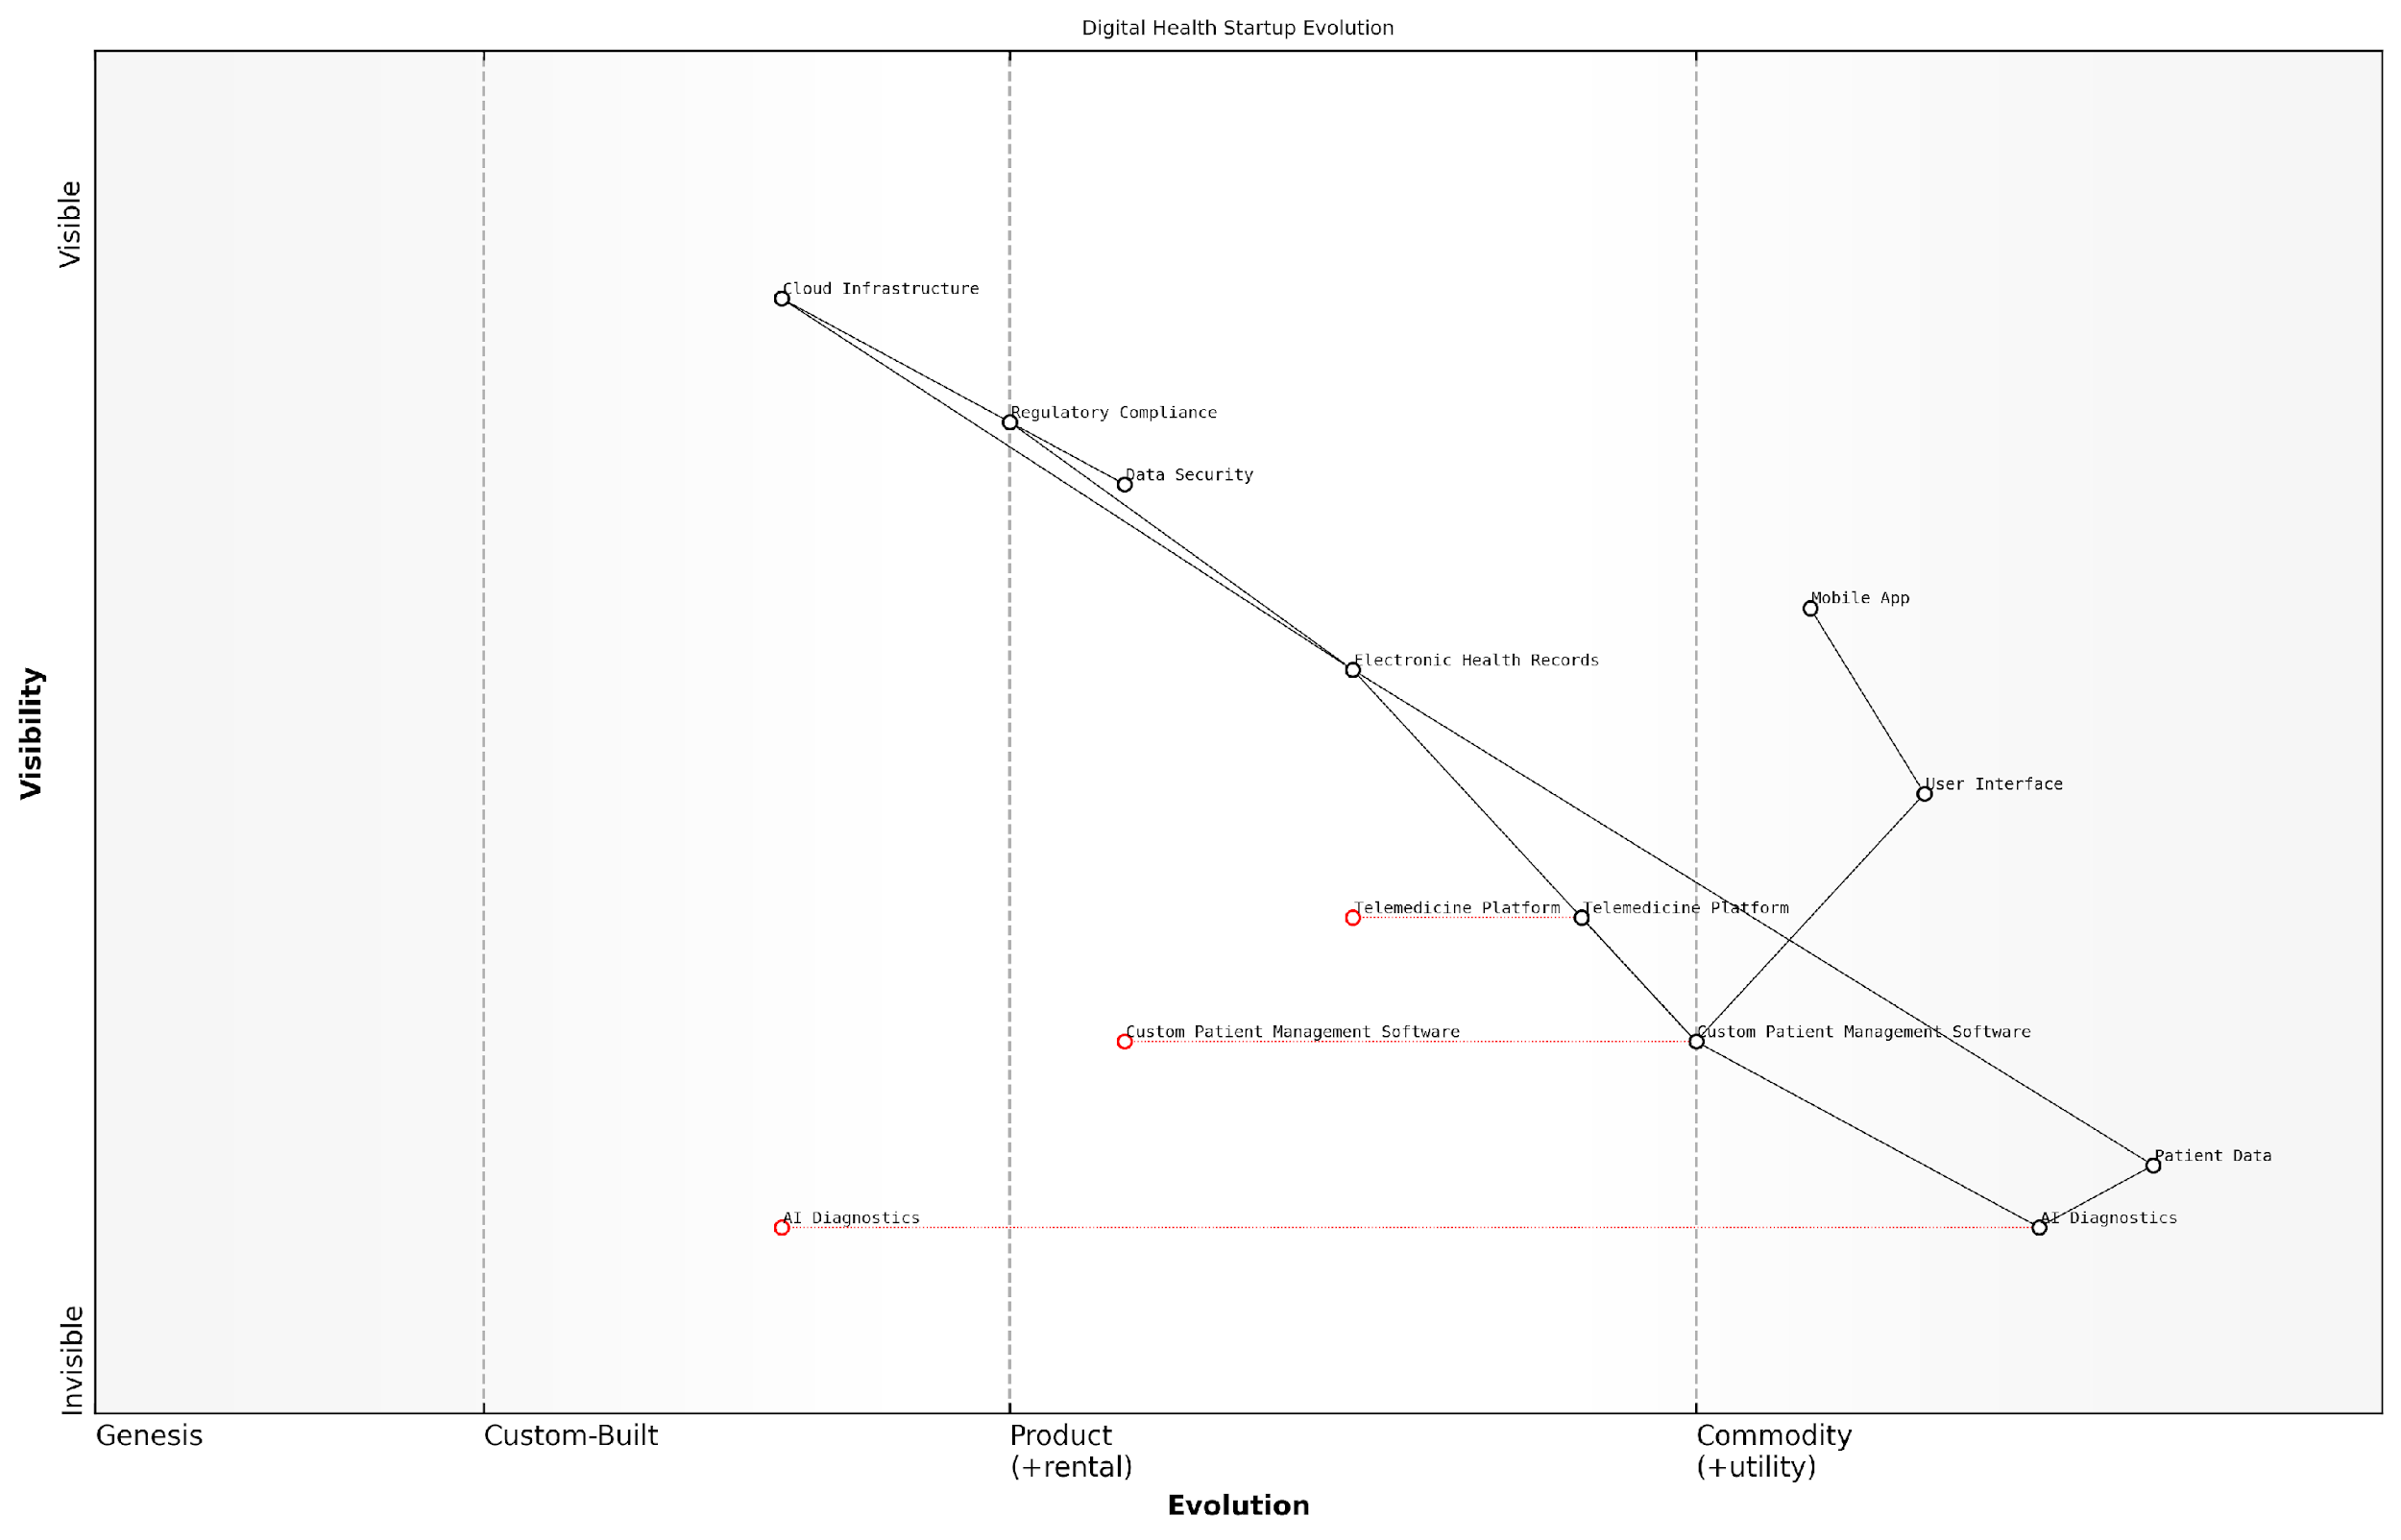 Digital Health Startup Evolution
Visible
Cloud Infrastructure
Regulatory Compliance
Data Security
Mobile App
Electronic Health Records
Visibility
User Interface
Telemedicine Platform
Telemedicine Platform
Custom Patient Management Software
Custom Patient Management Software
Patient Data
AI Diagnostics
AI Diagnostics
Invisible
Genesis
Custom-Built
Product
(+rental)
Commodity
(+utility)
Evolution